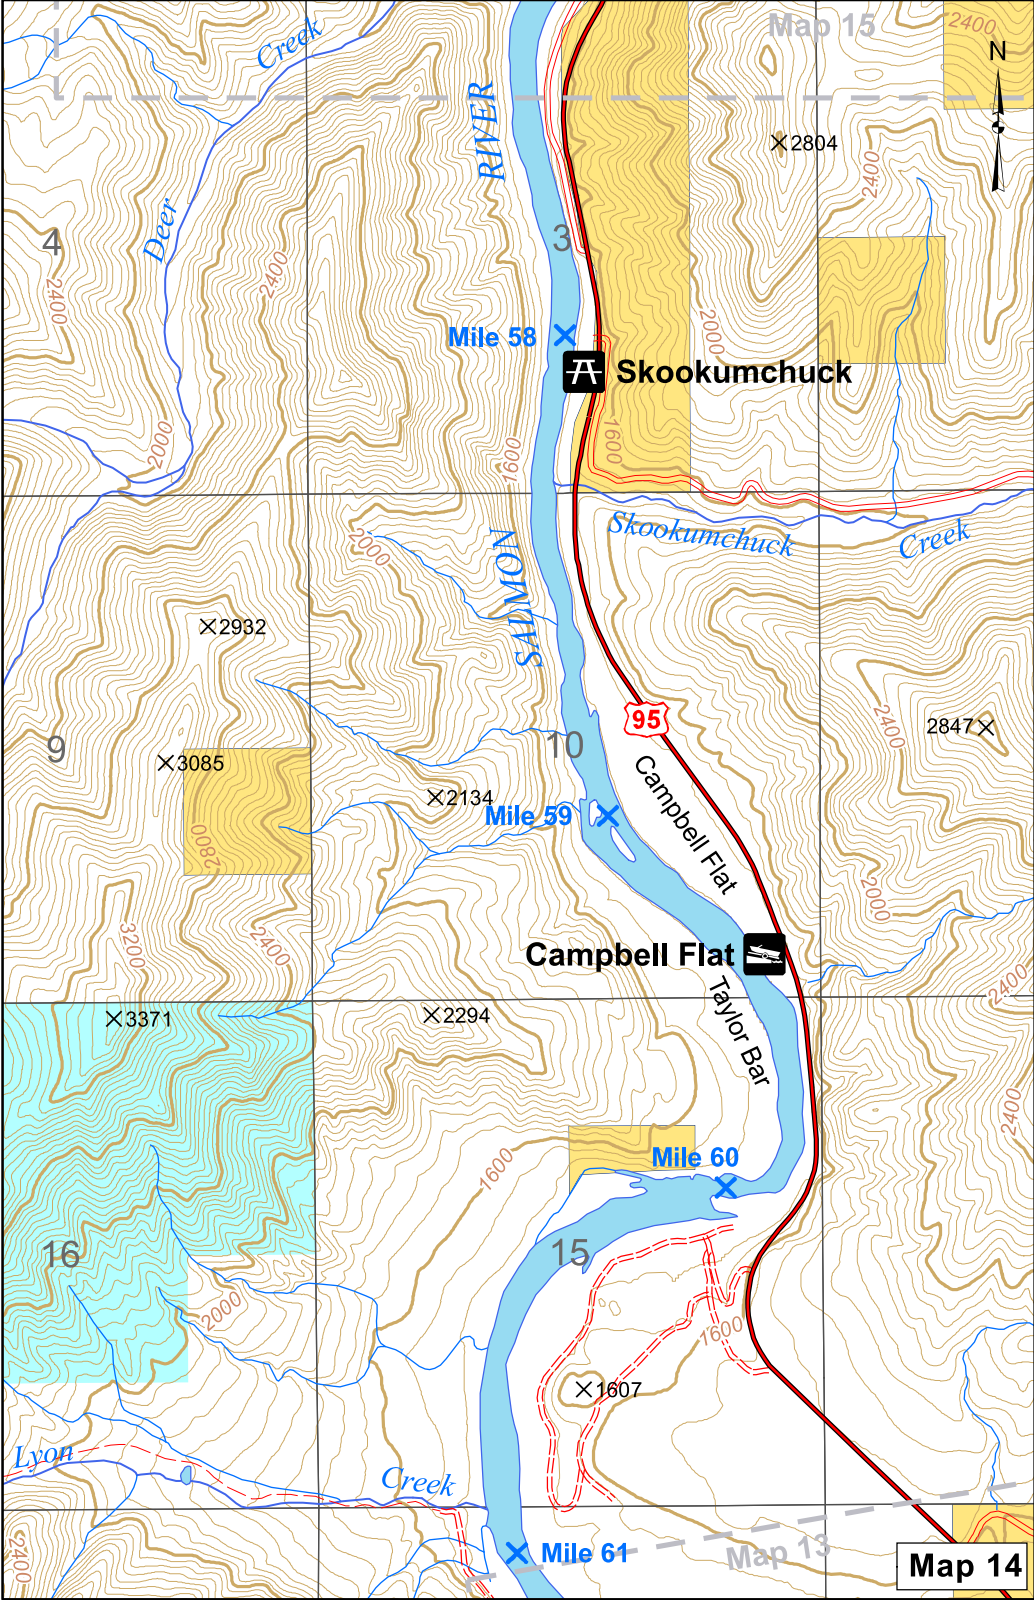 Map 15
2400
N
Creek
RIVER
2804
2400
Deer
4
3
2400
2400
Mile 58
2000
Skookumchuck
2000
1600
1600
Skookumchuck
Creek
2000
SALMON
2932
95
2400
2847
9
10
3085
Campbell Flat
2134
Mile 59
2800
2000
3200
2400
Campbell Flat
2400
Taylor Bar
3371
2294
2400
1600
Mile 60
16
15
2000
1600
1607
Lyon
Creek
2400
Mile 61
Map 13
Map 14